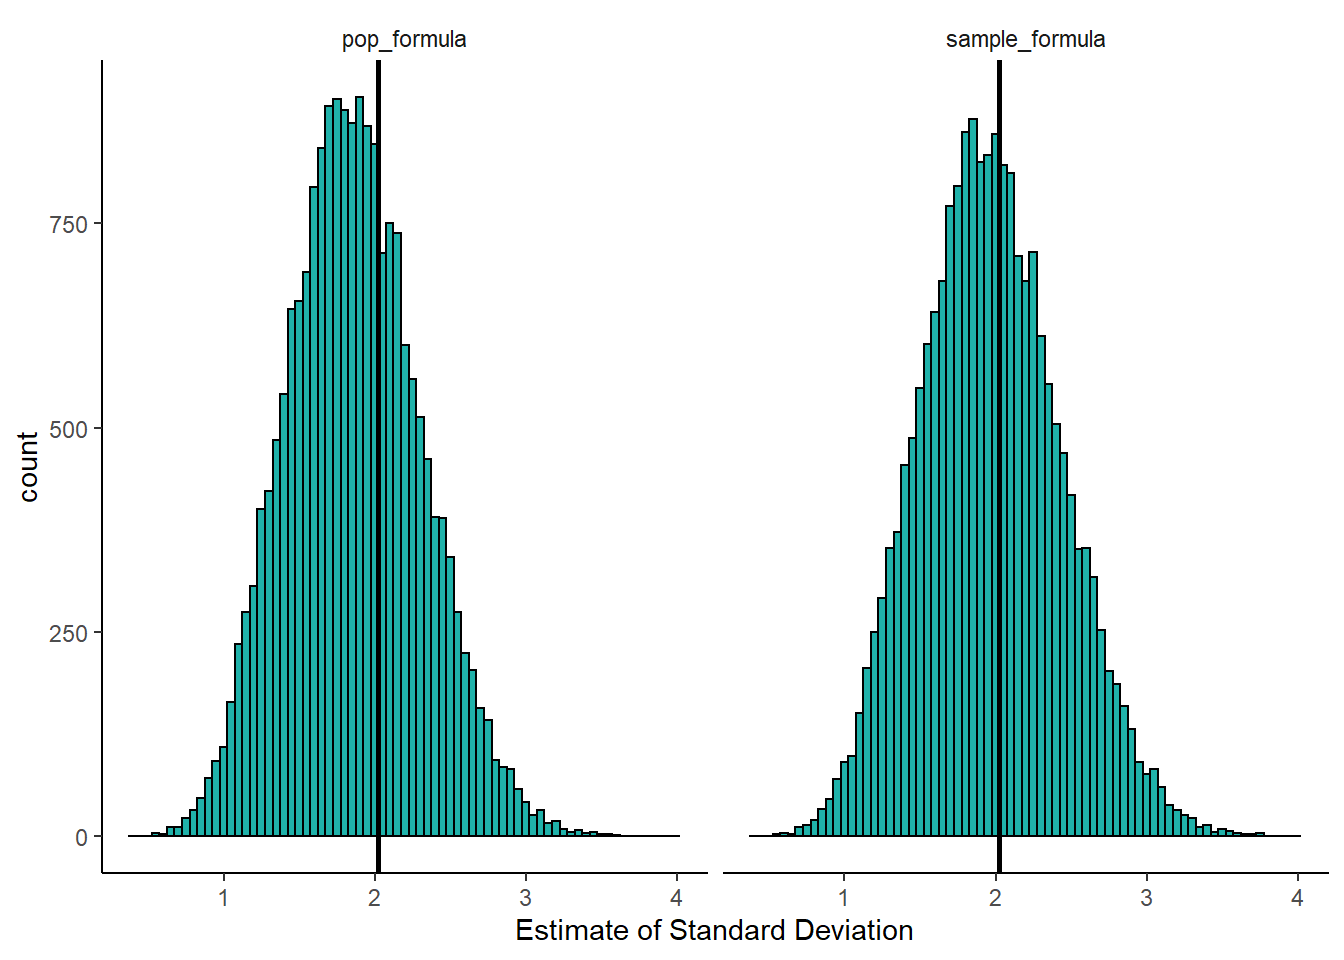 pop_formula
sample_formula
count
750
500
250
0
1 2 3 4
1 2 3 4
Estimate of Standard Deviation